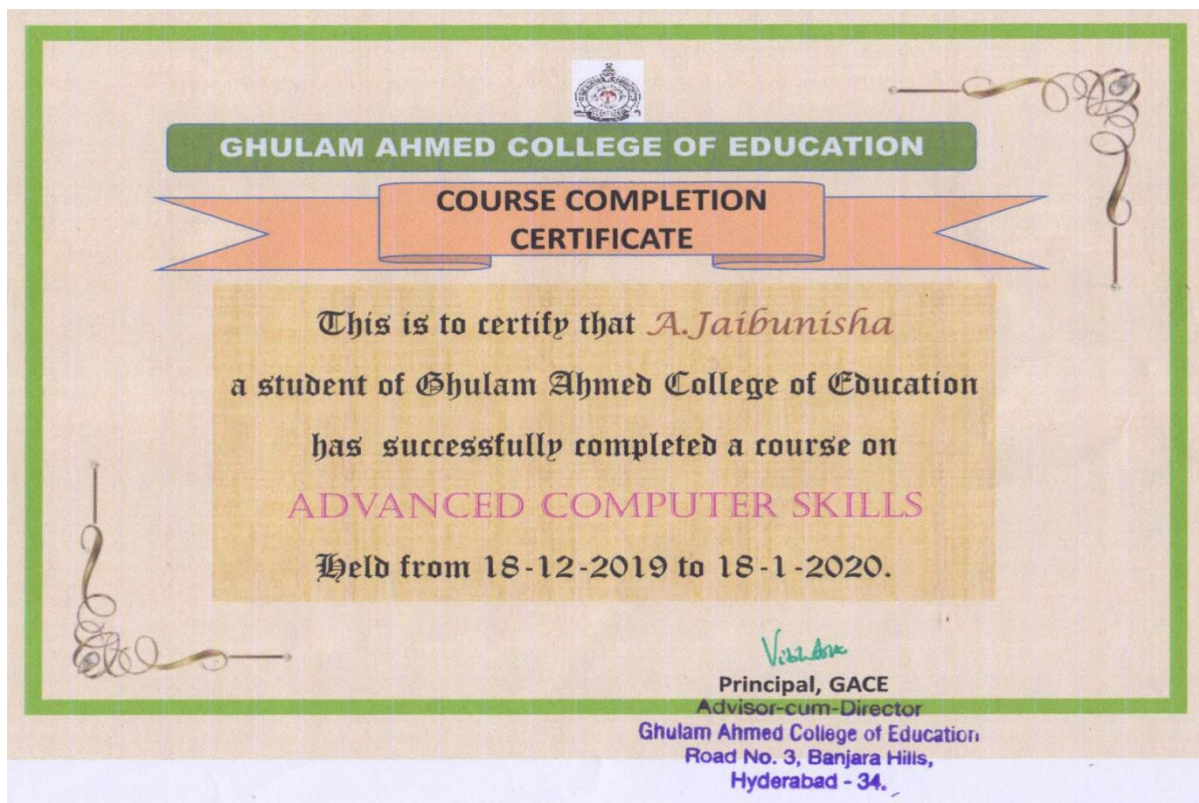 GHULAM AHMED COLLEGE OF EDUCATION
COURSE COMPLETION
CERTIFICATE
This is to certify that A.Jaibunisha
a student of Ghulam Ahmed College of Education
has successfully completed a course on
ADVANCED COMPUTER SKILLS
Held from 18-12-2019 to 18-1-2020.
Principal, GACE
Advisor-cum-Director
Ghulam Ahmed College of Education
Road No. 3, Banjara Hills,
Hyderabad - 34.